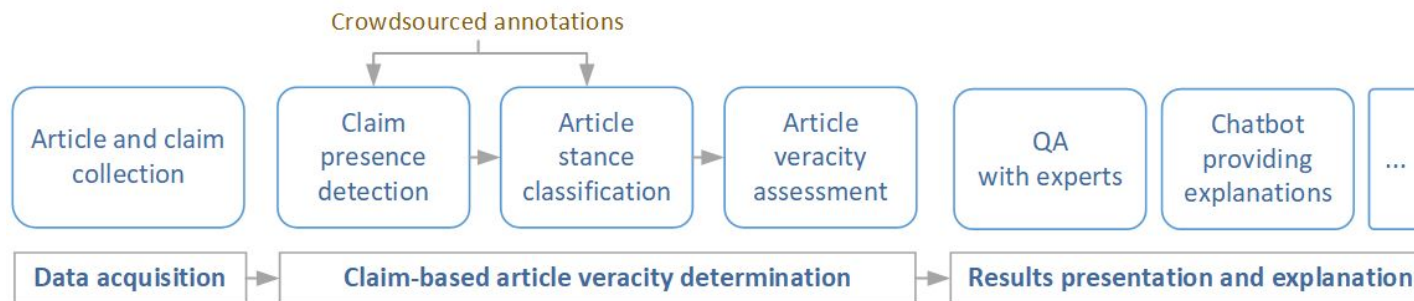 Crowdsourced annotations
Article and claim
collection
Claim
presence
detection
Article
stance
classification
Article
veracity
assessment
QA
with experts
Chatbot
providing
explanations
...
Data acquisition
Claim-based article veracity determination
Results presentation and explanation